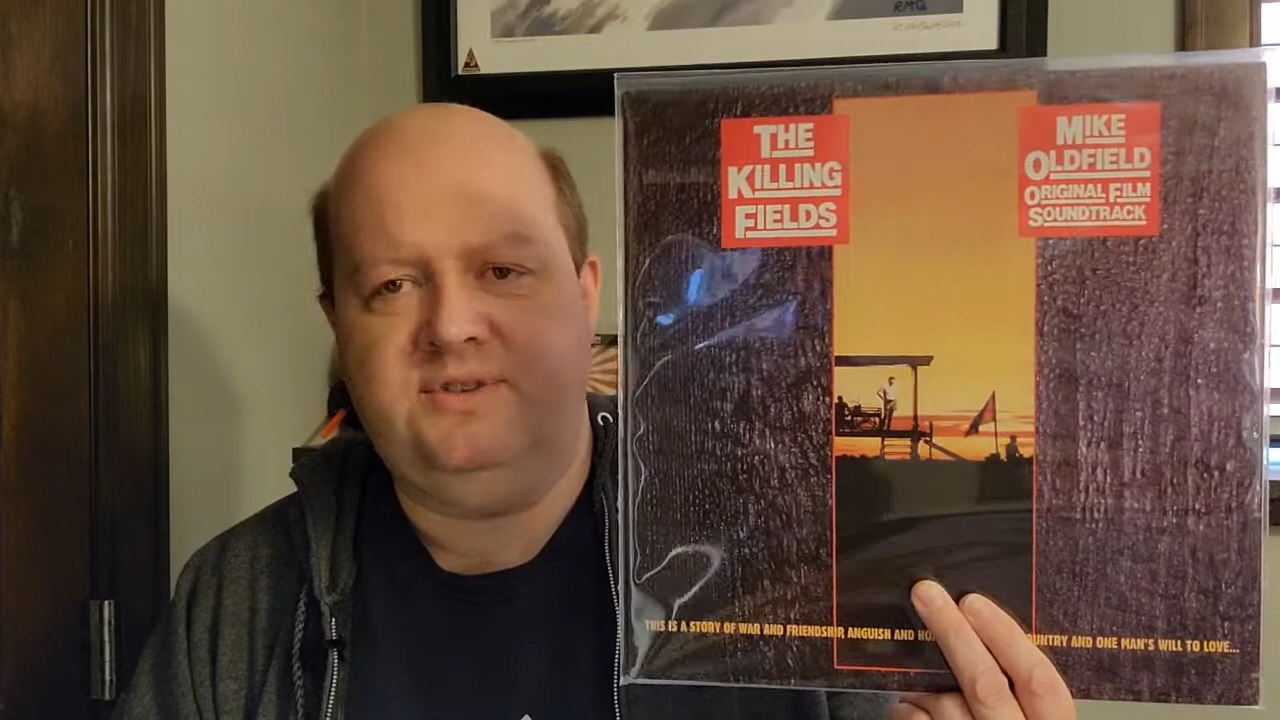 RMQ
THE
KILLING
FIELDS
MIKE
OLDFIELD
ORIGINAL FILM
SOUNDTRACK
THIS IS A STORY OF WAR AND FRIENDSHIP, ANGUISH AND AND ONE MAN'S WILL TO LOVE...